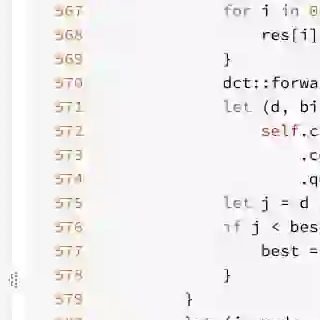 567 for i in 0
568 res[i]
569 }
570 dct::forwa
571 let (d, bi
572 self.c
573 .c
574 .q
575 let j = d
576 if j < bes
577 best =
578 }
579 }